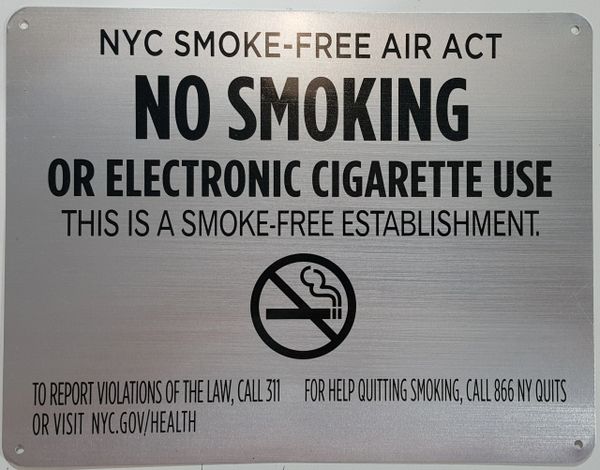 NYC SMOKE-FREE AIR ACT
NO SMOKING
OR ELECTRONIC CIGARETTE USE
THIS IS A SMOKE-FREE ESTABLISHMENT.
TO REPORT VIOLATIONS OF THE LAW, CALL 311
OR VISIT NYC.GOV/HEALTH
FOR HELP QUITTING SMOKING, CALL 866 NY QUITS